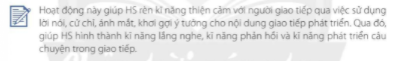 Hoạt động này giúp HS rèn kĩ năng thiện cảm với người giao tiếp qua việc sử dụng
lời nói, cử chỉ, ánh mắt, khơi gợi ý tưởng cho nội dung giao tiếp phát triển. Qua đó,
giúp HS hình thành kĩ năng lắng nghe, kĩ năng phản hồi và kĩ năng phát triển câu
chuyện trong giao tiếp.